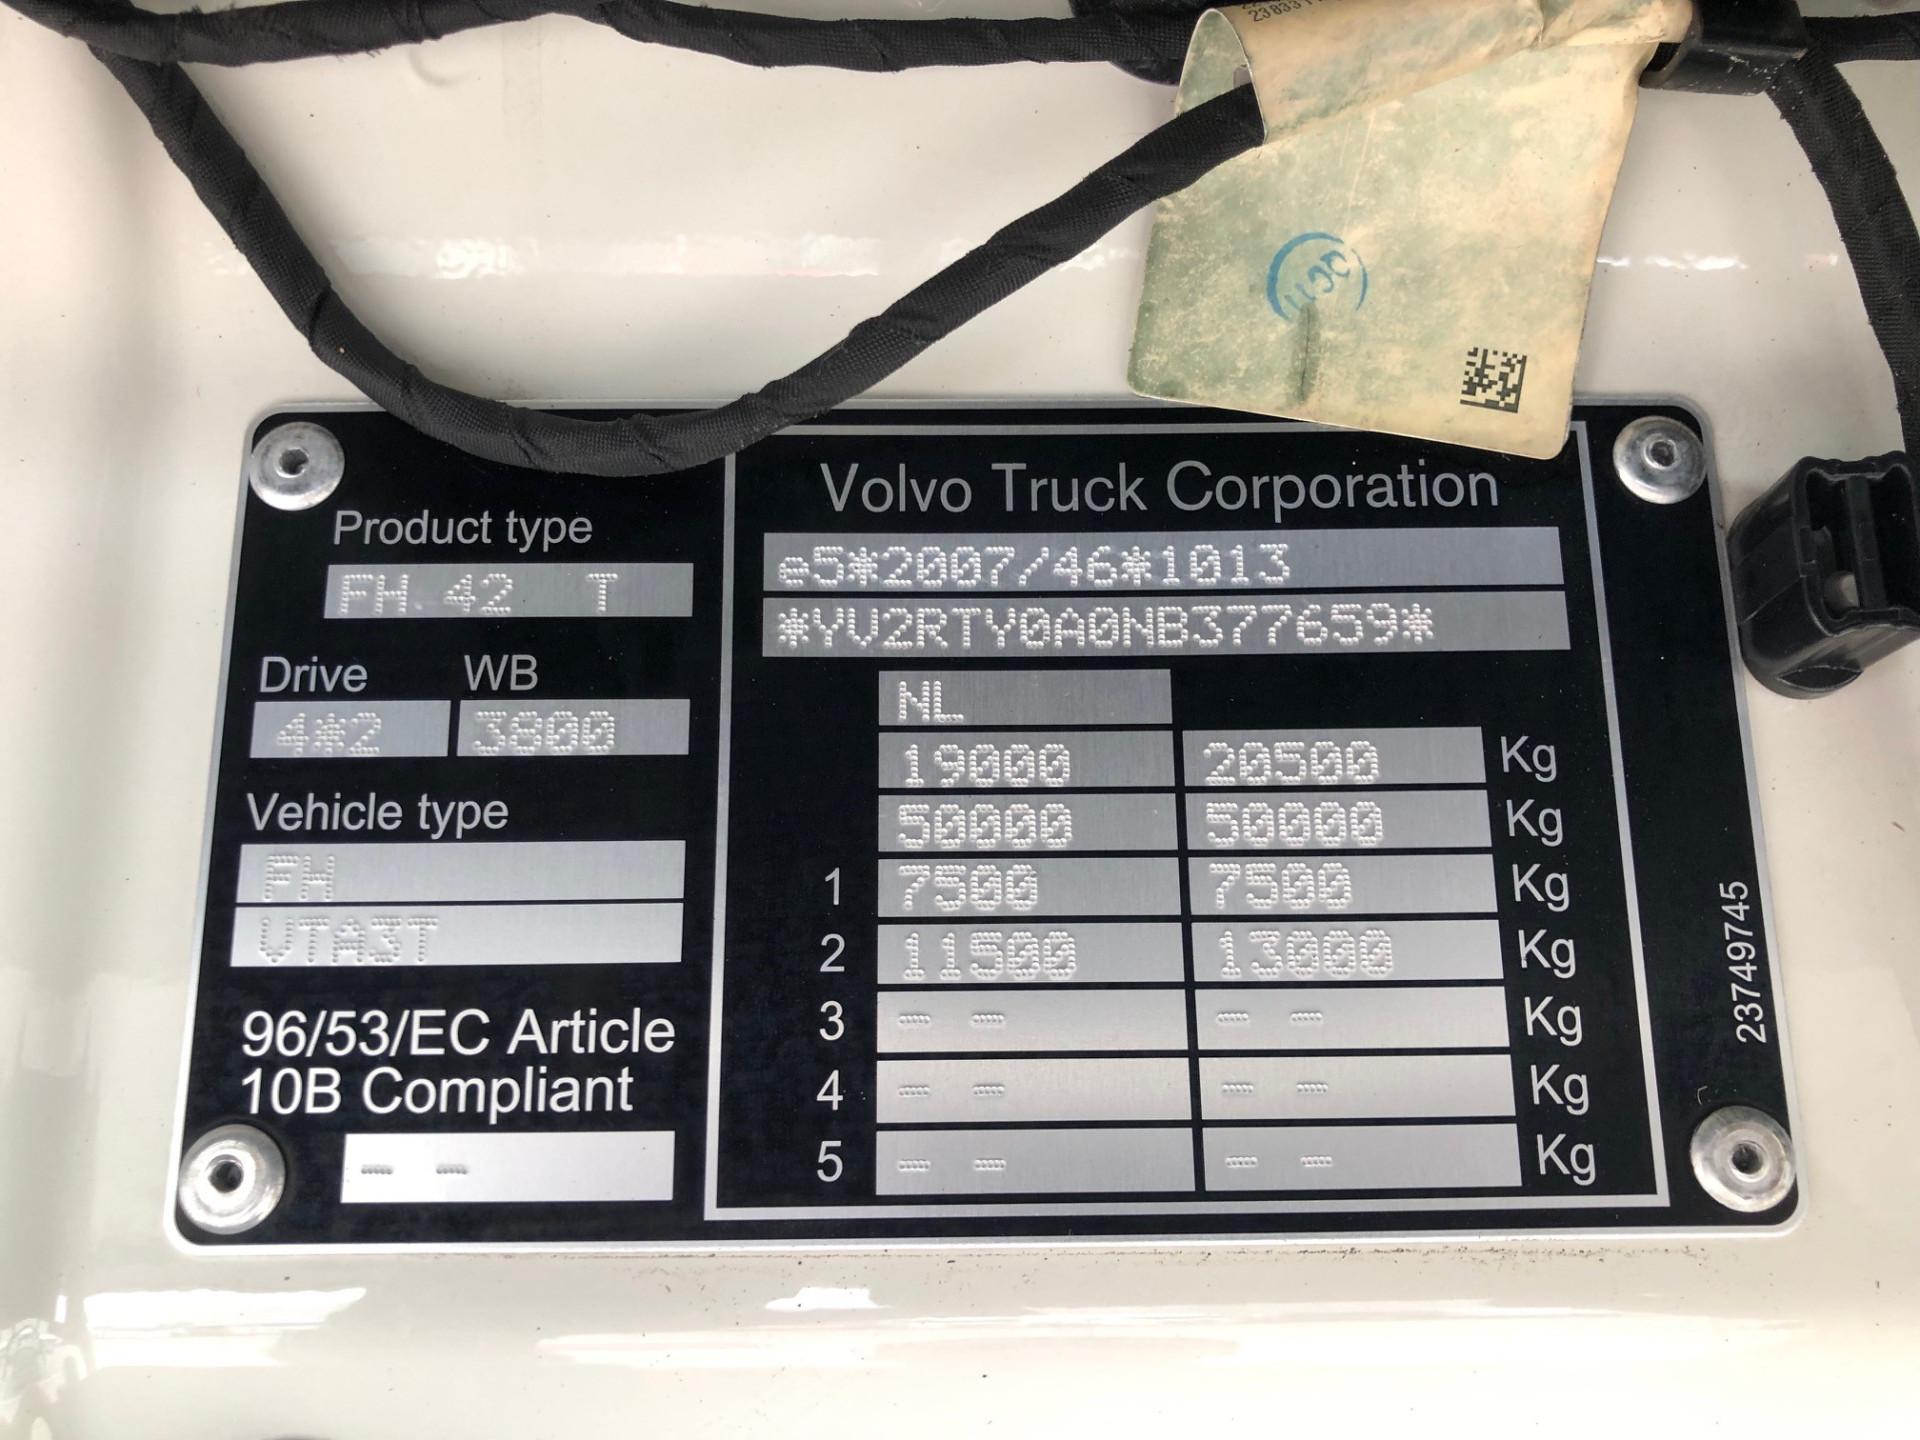 Product type
FH 42 T
Drive WB
4*2 3800
Vehicle type
FH
VTA3T
96/53/EC Article
10B Compliant
- -
Volvo Truck Corporation
e5*2007/46*1013
*YV2RTY0A0NB377659*
NL
19000 20500 Kg
50000 50000 Kg
1 7500 7500 Kg
2 11500 13000 Kg
3 - - - - Kg
4 - - - - Kg
5 - - - - Kg
23749745